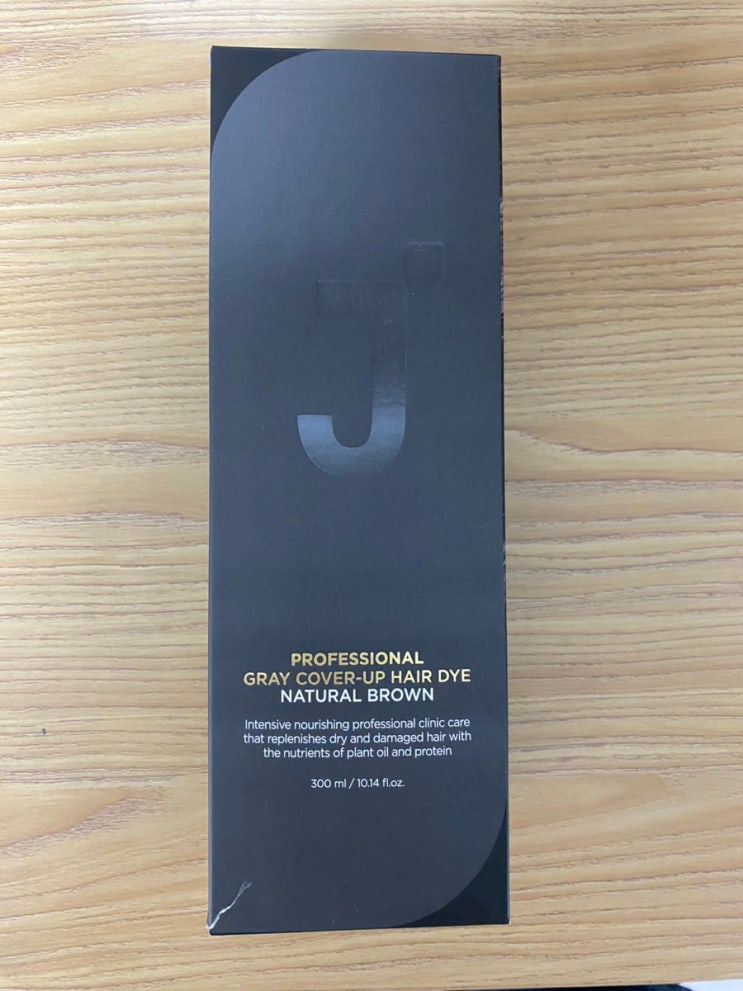 J
PROFESSIONAL
GRAY COVER-UP HAIR DYE
NATURAL BROWN
Intensive nourishing professional clinic care
that replenishes dry and damaged hair with
the nutrients of plant oil and protein
300 ml / 10.14 fl.oz.